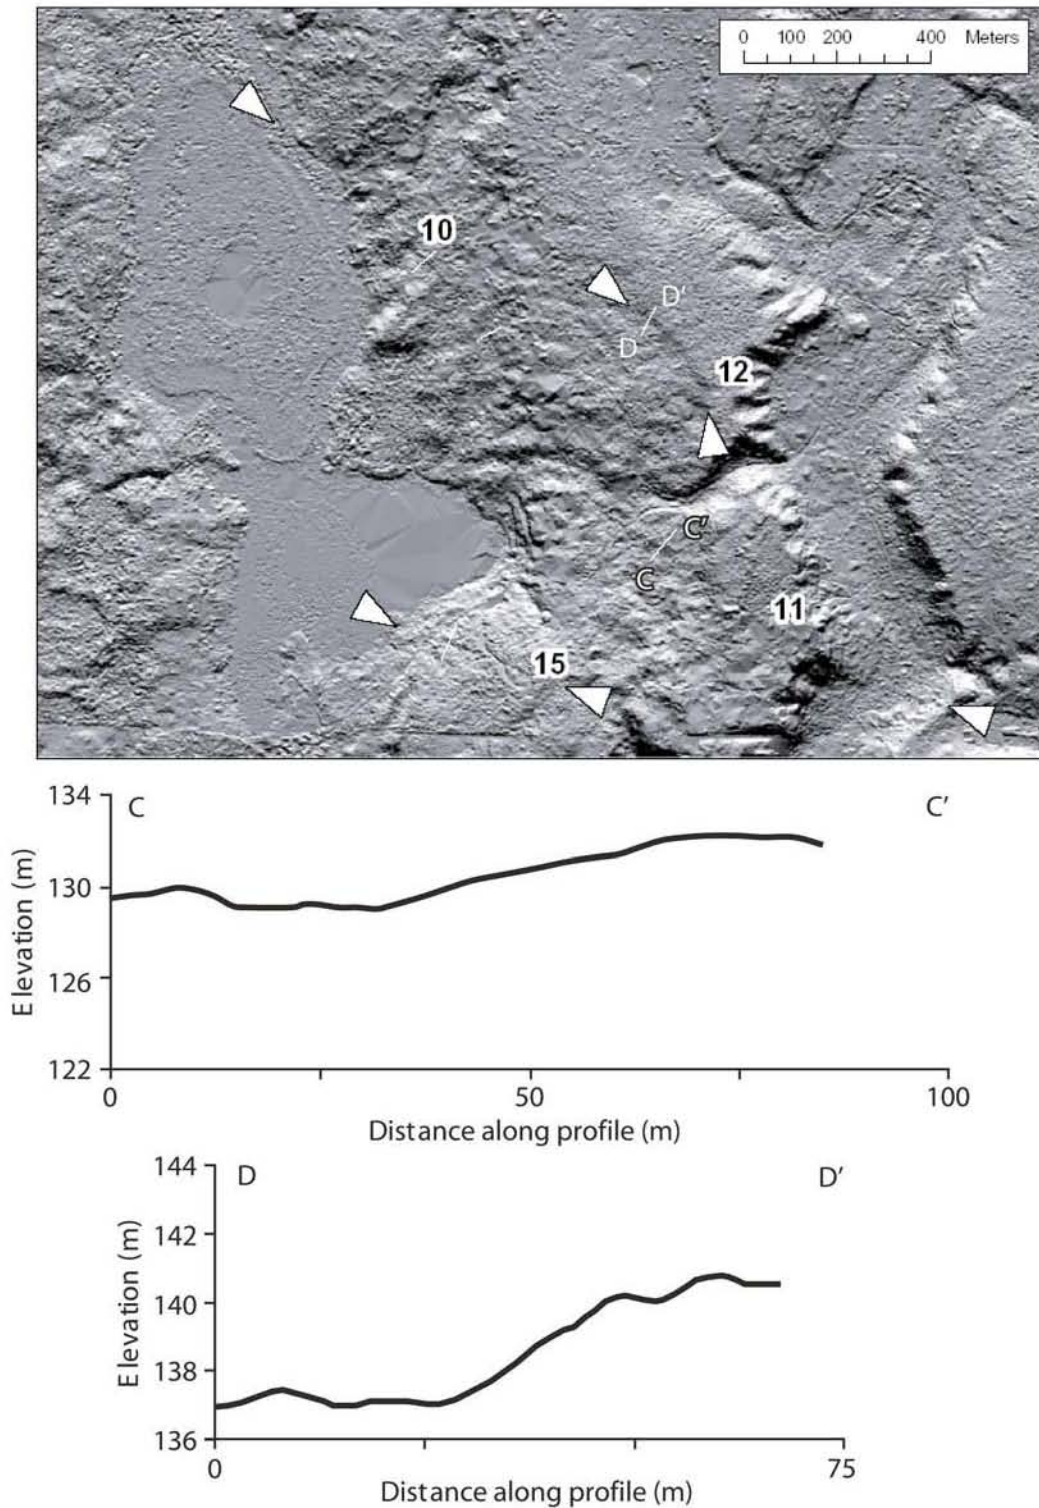 0 100 200 400 Meters
10
D'
D
12
C'
C
11
15
134 C C'
130
126
122
0 50 100
Elevation (m)
Distance along profile (m)
144 D D'
142
140
138
136
0 75
Elevation (m)
Distance along profile (m)